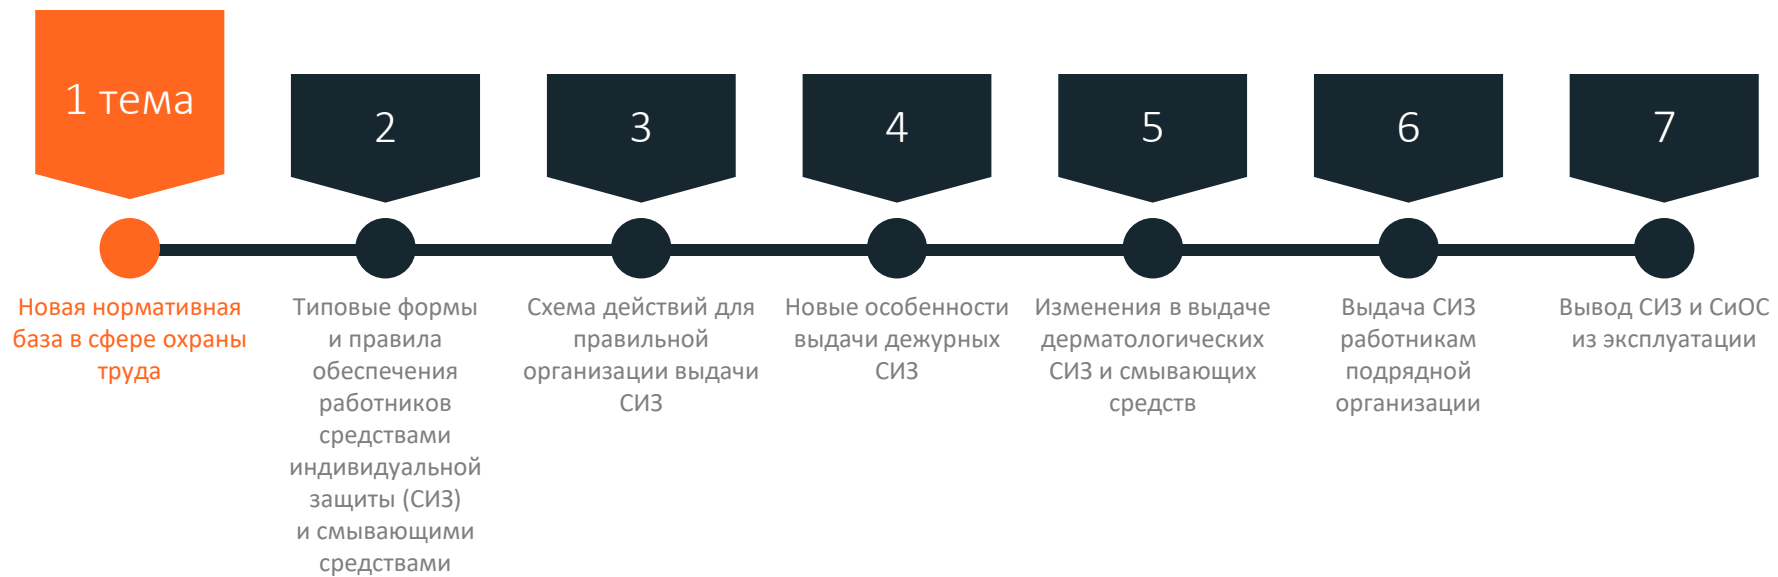 1 тема
2
3
4
5
6
7
Новая нормативная
база в сфере охраны
труда
Типовые формы
и правила
обеспечения
работников
средствами
индивидуальной
защиты (СИЗ)
и смывающими
средствами
Схема действий для
правильной
организации выдачи
СИЗ
Новые особенности
выдачи дежурных
СИЗ
Изменения в выдаче
дерматологических
СИЗ и смывающих
средств
Выдача СИЗ
работникам
подрядной
организации
Вывод СИЗ и СиОС
из эксплуатации